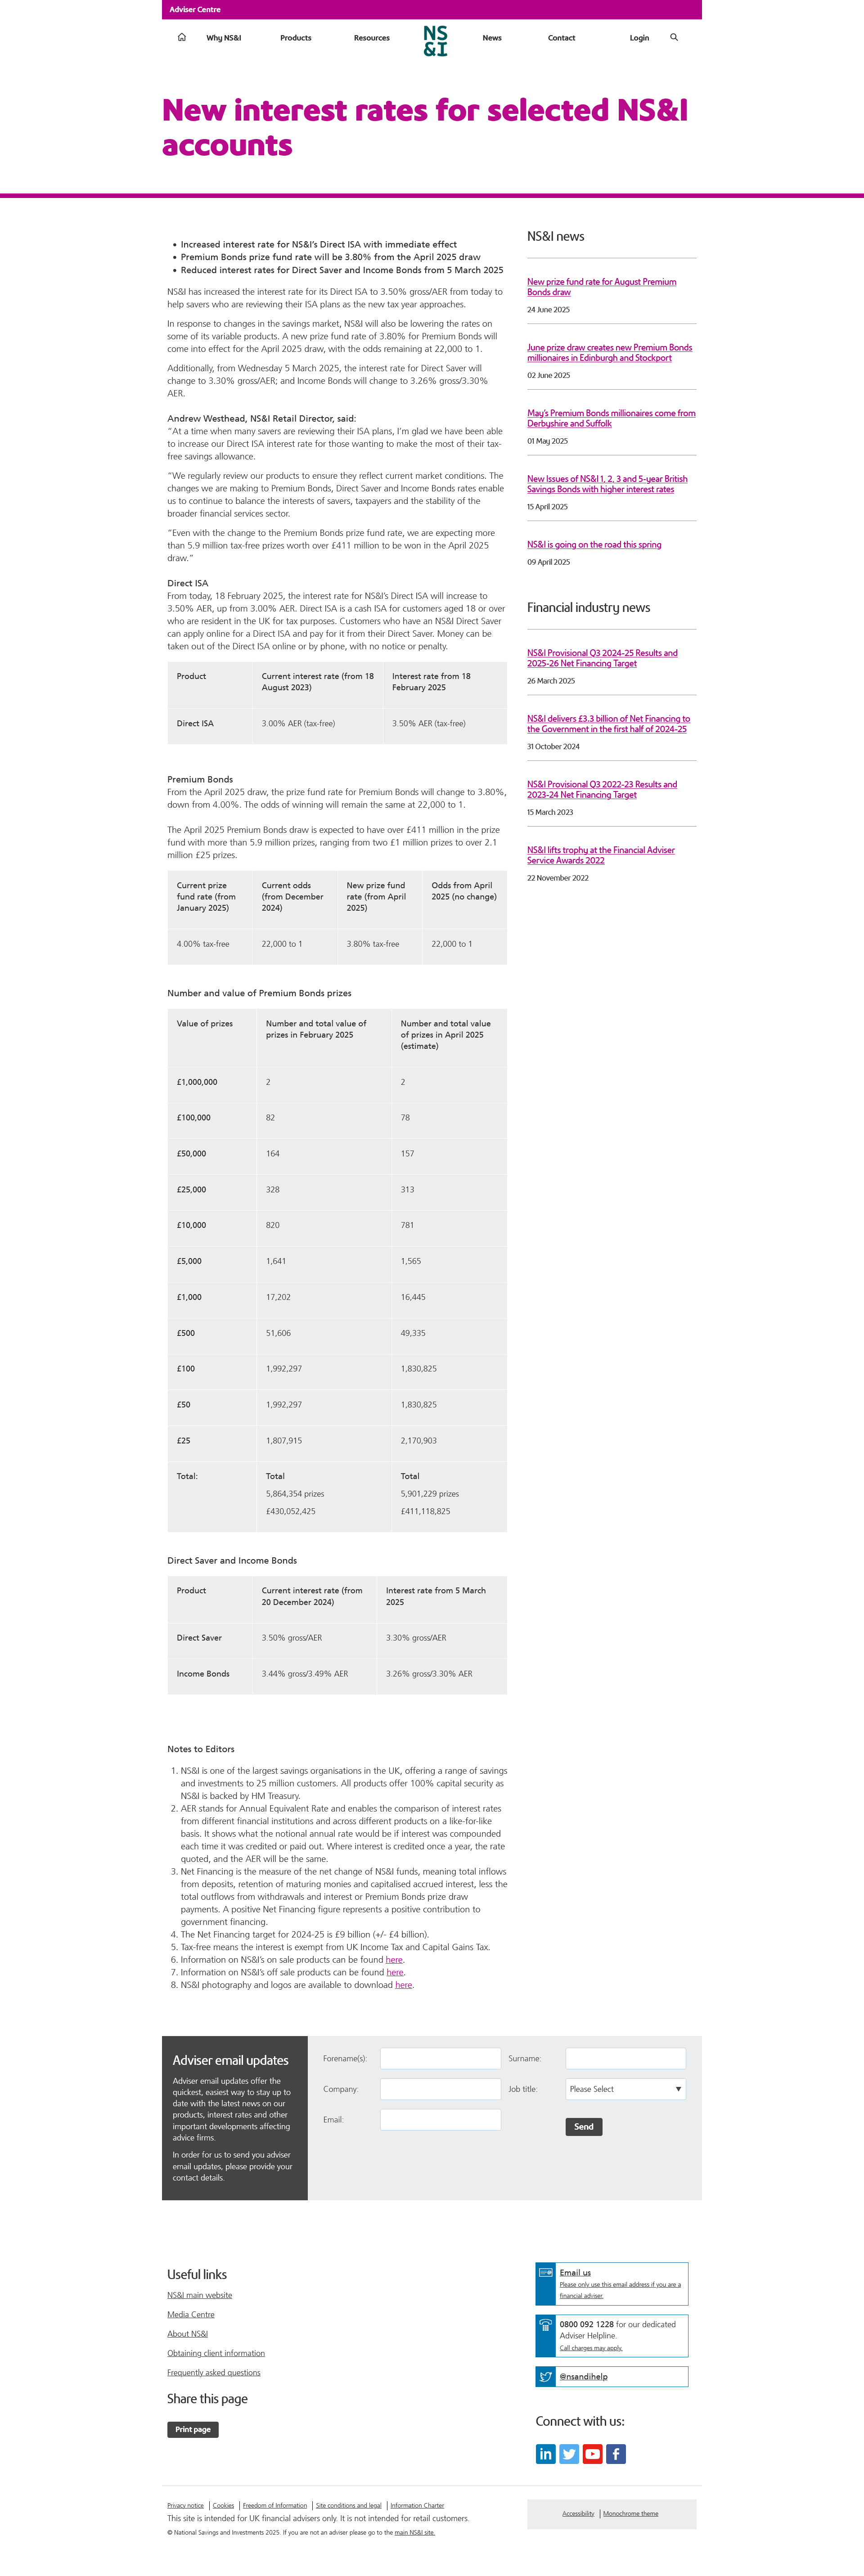 Adviser Centre
Why NS&I
Products
Resources
NS
&I
News
Contact
Login
New interest rates for selected NS&I
accounts
• Increased interest rate for NS&I's Direct ISA with immediate effect
• Premium Bonds prize fund rate will be 3.80% from the April 2025 draw
• Reduced interest rates for Direct Saver and Income Bonds from 5 March 2025
NS&I has increased the interest rate for its Direct ISA to 3.50% gross/AER from today to
help savers who are reviewing their ISA plans as the new tax year approaches.
In response to changes in the savings market, NS&I will also be lowering the rates on
some of its variable products. A new prize fund rate of 3.80% for Premium Bonds will
come into effect for the April 2025 draw, with the odds remaining at 22,000 to 1.
Additionally, from Wednesday 5 March 2025, the interest rate for Direct Saver will
change to 3.30% gross/AER; and Income Bonds will change to 3.26% gross/3.30%
AER.
Andrew Westhead, NS&I Retail Director, said:
"At a time when many savers are reviewing their ISA plans, I'm glad we have been able
to increase our Direct ISA interest rate for those wanting to make the most of their tax-
free savings allowance.
"We regularly review our products to ensure they reflect current market conditions. The
changes we are making to Premium Bonds, Direct Saver and Income Bonds rates enable
us to continue to balance the interests of savers, taxpayers and the stability of the
broader financial services sector.
"Even with the change to the Premium Bonds prize fund rate, we are expecting more
than 5.9 million tax-free prizes worth over £411 million to be won in the April 2025
draw."
Direct ISA
From today, 18 February 2025, the interest rate for NS&I's Direct ISA will increase to
3.50% AER, up from 3.00% AER. Direct ISA is a cash ISA for customers aged 18 or over
who are resident in the UK for tax purposes. Customers who have an NS&I Direct Saver
can apply online for a Direct ISA and pay for it from their Direct Saver. Money can be
taken out of the Direct ISA online or by phone, with no notice or penalty.
Product
Current interest rate (from 18
August 2023)
Interest rate from 18
February 2025
Direct ISA
3.00% AER (tax-free)
3.50% AER (tax-free)
Premium Bonds
From the April 2025 draw, the prize fund rate for Premium Bonds will change to 3.80%,
down from 4.00%. The odds of winning will remain the same at 22,000 to 1.
The April 2025 Premium Bonds draw is expected to have over £411 million in the prize
fund with more than 5.9 million prizes, ranging from two £1 million prizes to over 2.1
million £25 prizes.
Current prize
fund rate (from
January 2025)
Current odds
(from December
2024)
New prize fund
rate (from April
2025)
Odds from April
2025 (no change)
4.00% tax-free
22,000 to 1
3.80% tax-free
22,000 to 1
Number and value of Premium Bonds prizes
Value of prizes
Number and total value of
prizes in February 2025
Number and total value
of prizes in April 2025
(estimate)
£1,000,000
2
2
£100,000
82
78
£50,000
164
157
£25,000
328
313
£10,000
820
781
£5,000
1,641
1,565
£1,000
17,202
16,445
£500
51,606
49,335
£100
1,992,297
1,830,825
£50
1,992,297
1,830,825
£25
1,807,915
2,170,903
Total:
Total
5,864,354 prizes
£430,052,425
Total
5,901,229 prizes
£411,118,825
Direct Saver and Income Bonds
Product
Current interest rate (from
20 December 2024)
Interest rate from 5 March
2025
Direct Saver
3.50% gross/AER
3.30% gross/AER
Income Bonds
3.44% gross/3.49% AER
3.26% gross/3.30% AER
Notes to Editors
1. NS&I is one of the largest savings organisations in the UK, offering a range of savings
and investments to 25 million customers. All products offer 100% capital security as
NS&I is backed by HM Treasury.
2. AER stands for Annual Equivalent Rate and enables the comparison of interest rates
from different financial institutions and across different products on a like-for-like
basis. It shows what the notional annual rate would be if interest was compounded
each time it was credited or paid out. Where interest is credited once a year, the rate
quoted, and the AER will be the same.
3. Net Financing is the measure of the net change of NS&I funds, meaning total inflows
from deposits, retention of maturing monies and capitalised accrued interest, less the
total outflows from withdrawals and interest or Premium Bonds prize draw
payments. A positive Net Financing figure represents a positive contribution to
government financing.
4. The Net Financing target for 2024-25 is £9 billion (+/- £4 billion).
5. Tax-free means the interest is exempt from UK Income Tax and Capital Gains Tax.
6. Information on NS&I's on sale products can be found here.
7. Information on NS&I's off sale products can be found here.
8. NS&I photography and logos are available to download here.
NS&I news
New prize fund rate for August Premium
Bonds draw
24 June 2025
June prize draw creates new Premium Bonds
millionaires in Edinburgh and Stockport
02 June 2025
May's Premium Bonds millionaires come from
Derbyshire and Suffolk
01 May 2025
New Issues of NS&I 1, 2, 3 and 5-year British
Savings Bonds with higher interest rates
15 April 2025
NS&I is going on the road this spring
09 April 2025
Financial industry news
NS&I Provisional Q3 2024-25 Results and
2025-26 Net Financing Target
26 March 2025
NS&I delivers £3.3 billion of Net Financing to
the Government in the first half of 2024-25
31 October 2024
NS&I Provisional Q3 2022-23 Results and
2023-24 Net Financing Target
15 March 2023
NS&I lifts trophy at the Financial Adviser
Service Awards 2022
22 November 2022
Adviser email updates
Adviser email updates offer the
quickest, easiest way to stay up to
date with the latest news on our
products, interest rates and other
important developments affecting
advice firms.
In order for us to send you adviser
email updates, please provide your
contact details.
Forename(s):
Surname:
Company:
Job title:
Please Select
Email:
Send
Useful links
NS&I main website
Media Centre
About NS&I
Obtaining client information
Frequently asked questions
Share this page
Print page
Email us
Please only use this email address if you are a
financial adviser.
0800 092 1228 for our dedicated
Adviser Helpline.
Call charges may apply.
@nsandihelp
Connect with us:
Privacy notice
Cookies
Freedom of Information
Site conditions and legal
Information Charter
This site is intended for UK financial advisers only. It is not intended for retail customers.
© National Savings and Investments 2025. If you are not an adviser please go to the main NS&I site.
Accessibility
Monochrome theme